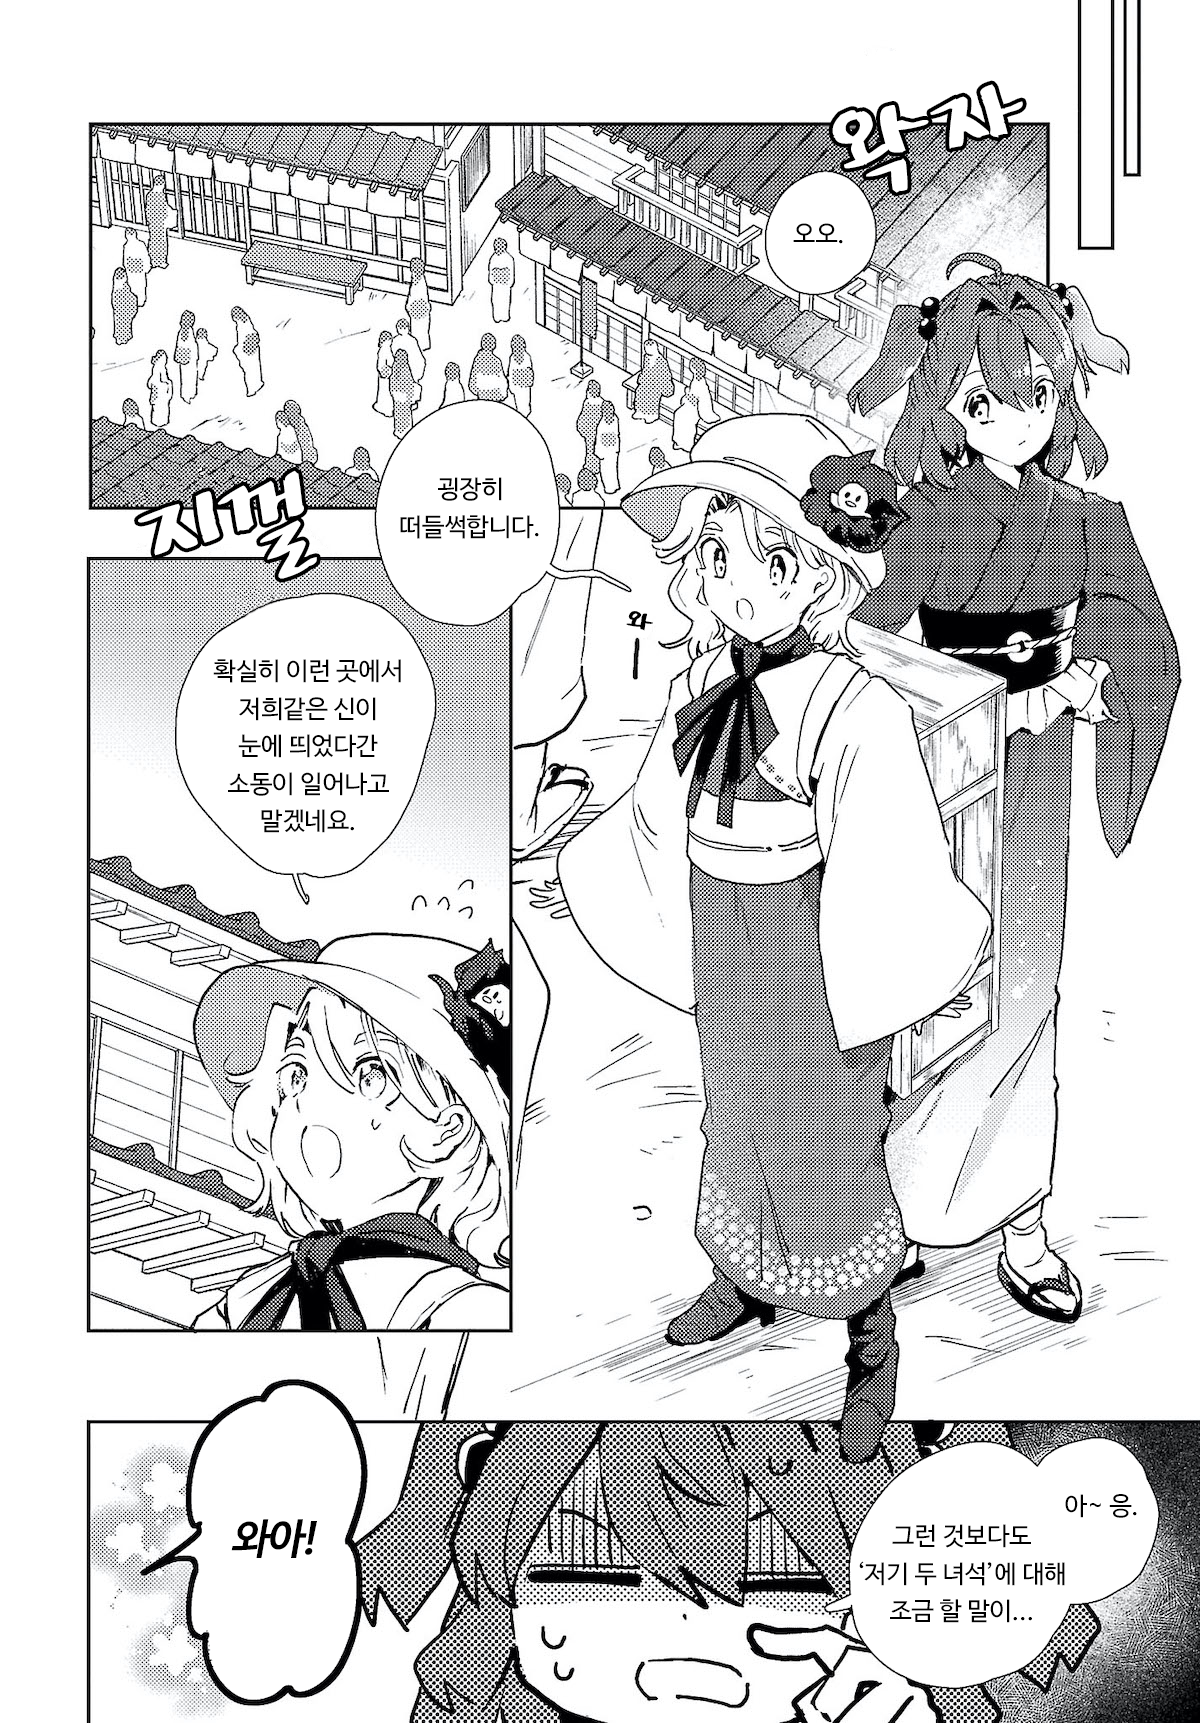 왁자
오오.
지껄
굉장히
떠들썩합니다.
와—
확실히 이런 곳에서
저희같은 신이
눈에 띄었다간
소동이 일어나고
말겠네요.
와아!
아~ 응.
그런 것보다도
‘저기 두 녀석’에 대해
조금 할 말이...